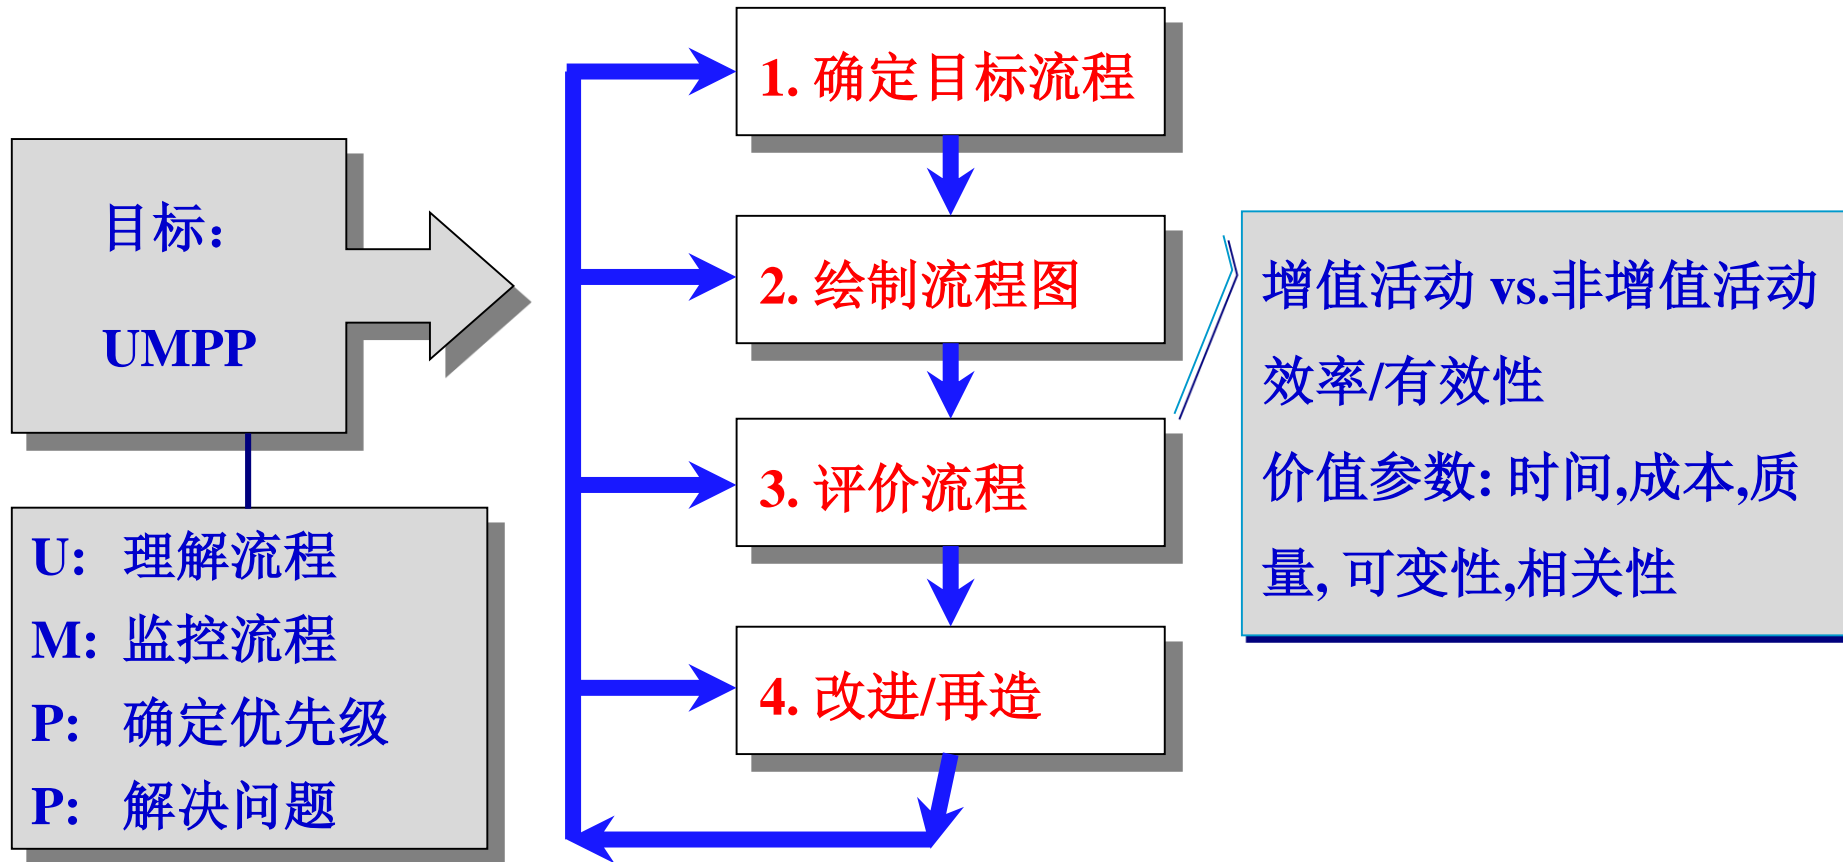 目标：
UMPP
U: 理解流程
M: 监控流程
P: 确定优先级
P: 解决问题
1. 确定目标流程
2. 绘制流程图
3. 评价流程
4. 改进/再造
增值活动 vs.非增值活动
效率/有效性
价值参数: 时间,成本,质
量, 可变性,相关性